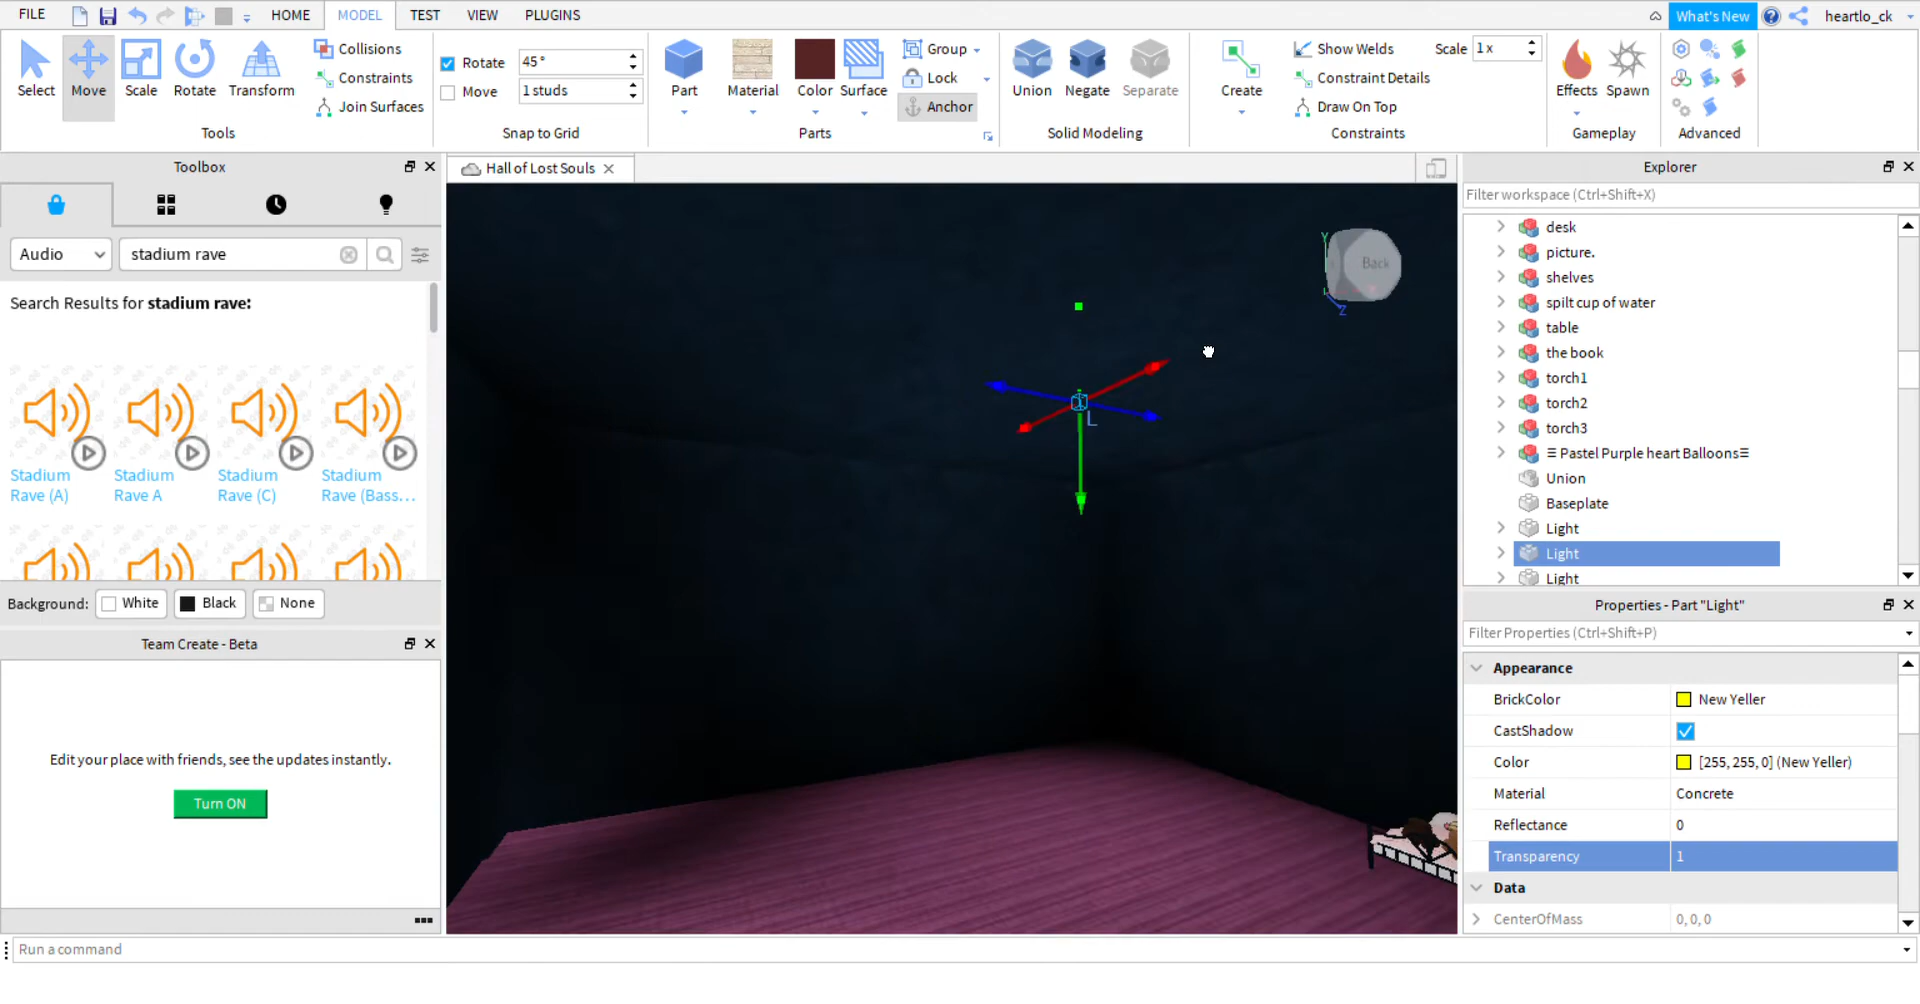 FILE HOME MODEL TEST VIEW PLUGINS What's New heartlo_ck
Select Move Scale Rotate Transform
Collisions
Constraints
Join Surfaces
Tools
Rotate 45°
Move 1 studs
Snap to Grid
Part Material Color Surface
Group
Lock
Anchor
Parts
Union Negate Separate
Solid Modeling
Create
Show Welds Scale 1 x
Constraint Details
Draw On Top
Constraints
Effects Spawn
Gameplay
Advanced
Toolbox
Audio stadium rave
Search Results for stadium rave:
Stadium Rave (A)
Stadium Rave A
Stadium Rave (C)
Stadium Rave (Bass...
Background: White Black None
Team Create - Beta
Edit your place with friends, see the updates instantly.
Turn ON
Hall of Lost Souls
Y
Back
Z
L
Explorer
Filter workspace (Ctrl+Shift+X)
desk
picture.
shelves
spilt cup of water
table
the book
torch1
torch2
torch3
☰ Pastel Purple heart Balloons☰
Union
Baseplate
Light
Light
Light
Properties - Part "Light"
Filter Properties (Ctrl+Shift+P)
Appearance
BrickColor New Yeller
CastShadow
Color [255, 255, 0] (New Yeller)
Material Concrete
Reflectance 0
Transparency 1
Data
CenterOfMass 0, 0, 0
Run a command